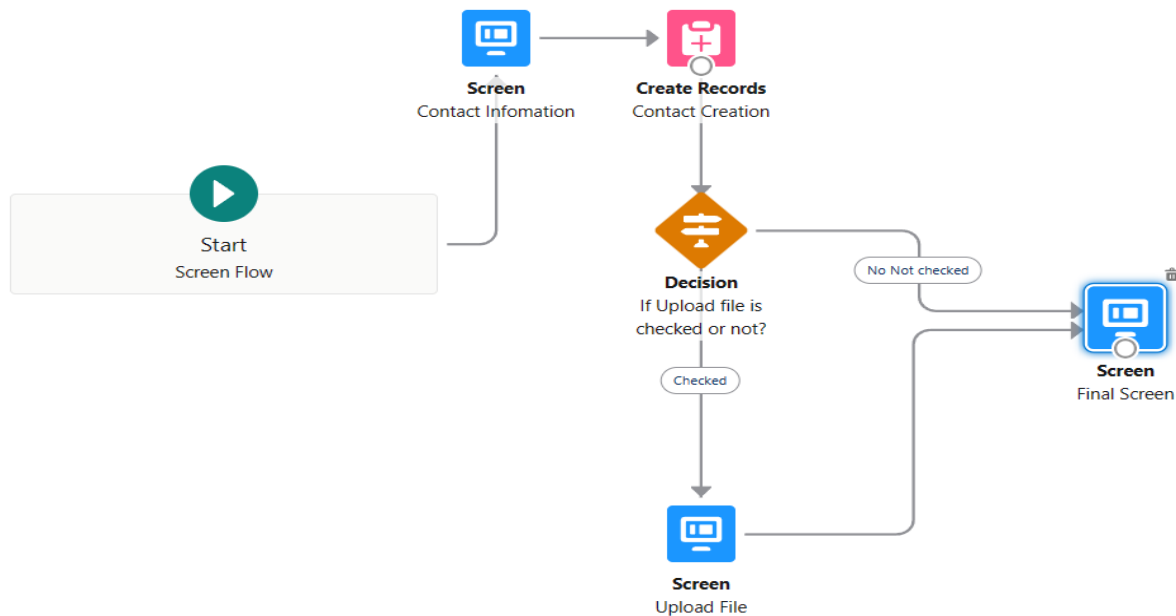 Screen
Contact Infomation
Create Records
Contact Creation
Start
Screen Flow
Decision
If Upload file is
checked or not?
No Not checked
Checked
Screen
Final Screen
Screen
Upload File